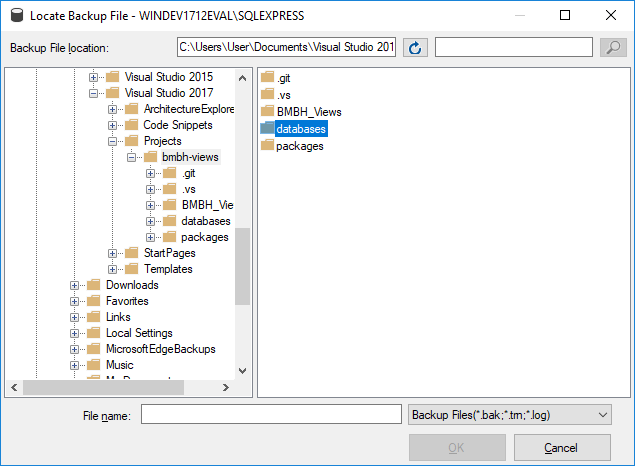 Locate Backup File - WINDEV1712EVAL\SQLEXPRESS
Backup File location:
C:\Users\User\Documents\Visual Studio 201
Visual Studio 2015
Visual Studio 2017
ArchitectureExplore
Code Snippets
Projects
bmbh-views
.git
.vs
BMBH_Vie
databases
packages
StartPages
Templates
Downloads
Favorites
Links
Local Settings
MicrosoftEdgeBackups
Music
.git
.vs
BMBH_Views
databases
packages
File name:
Backup Files(*.bak;*.trn;*.log)
OK
Cancel